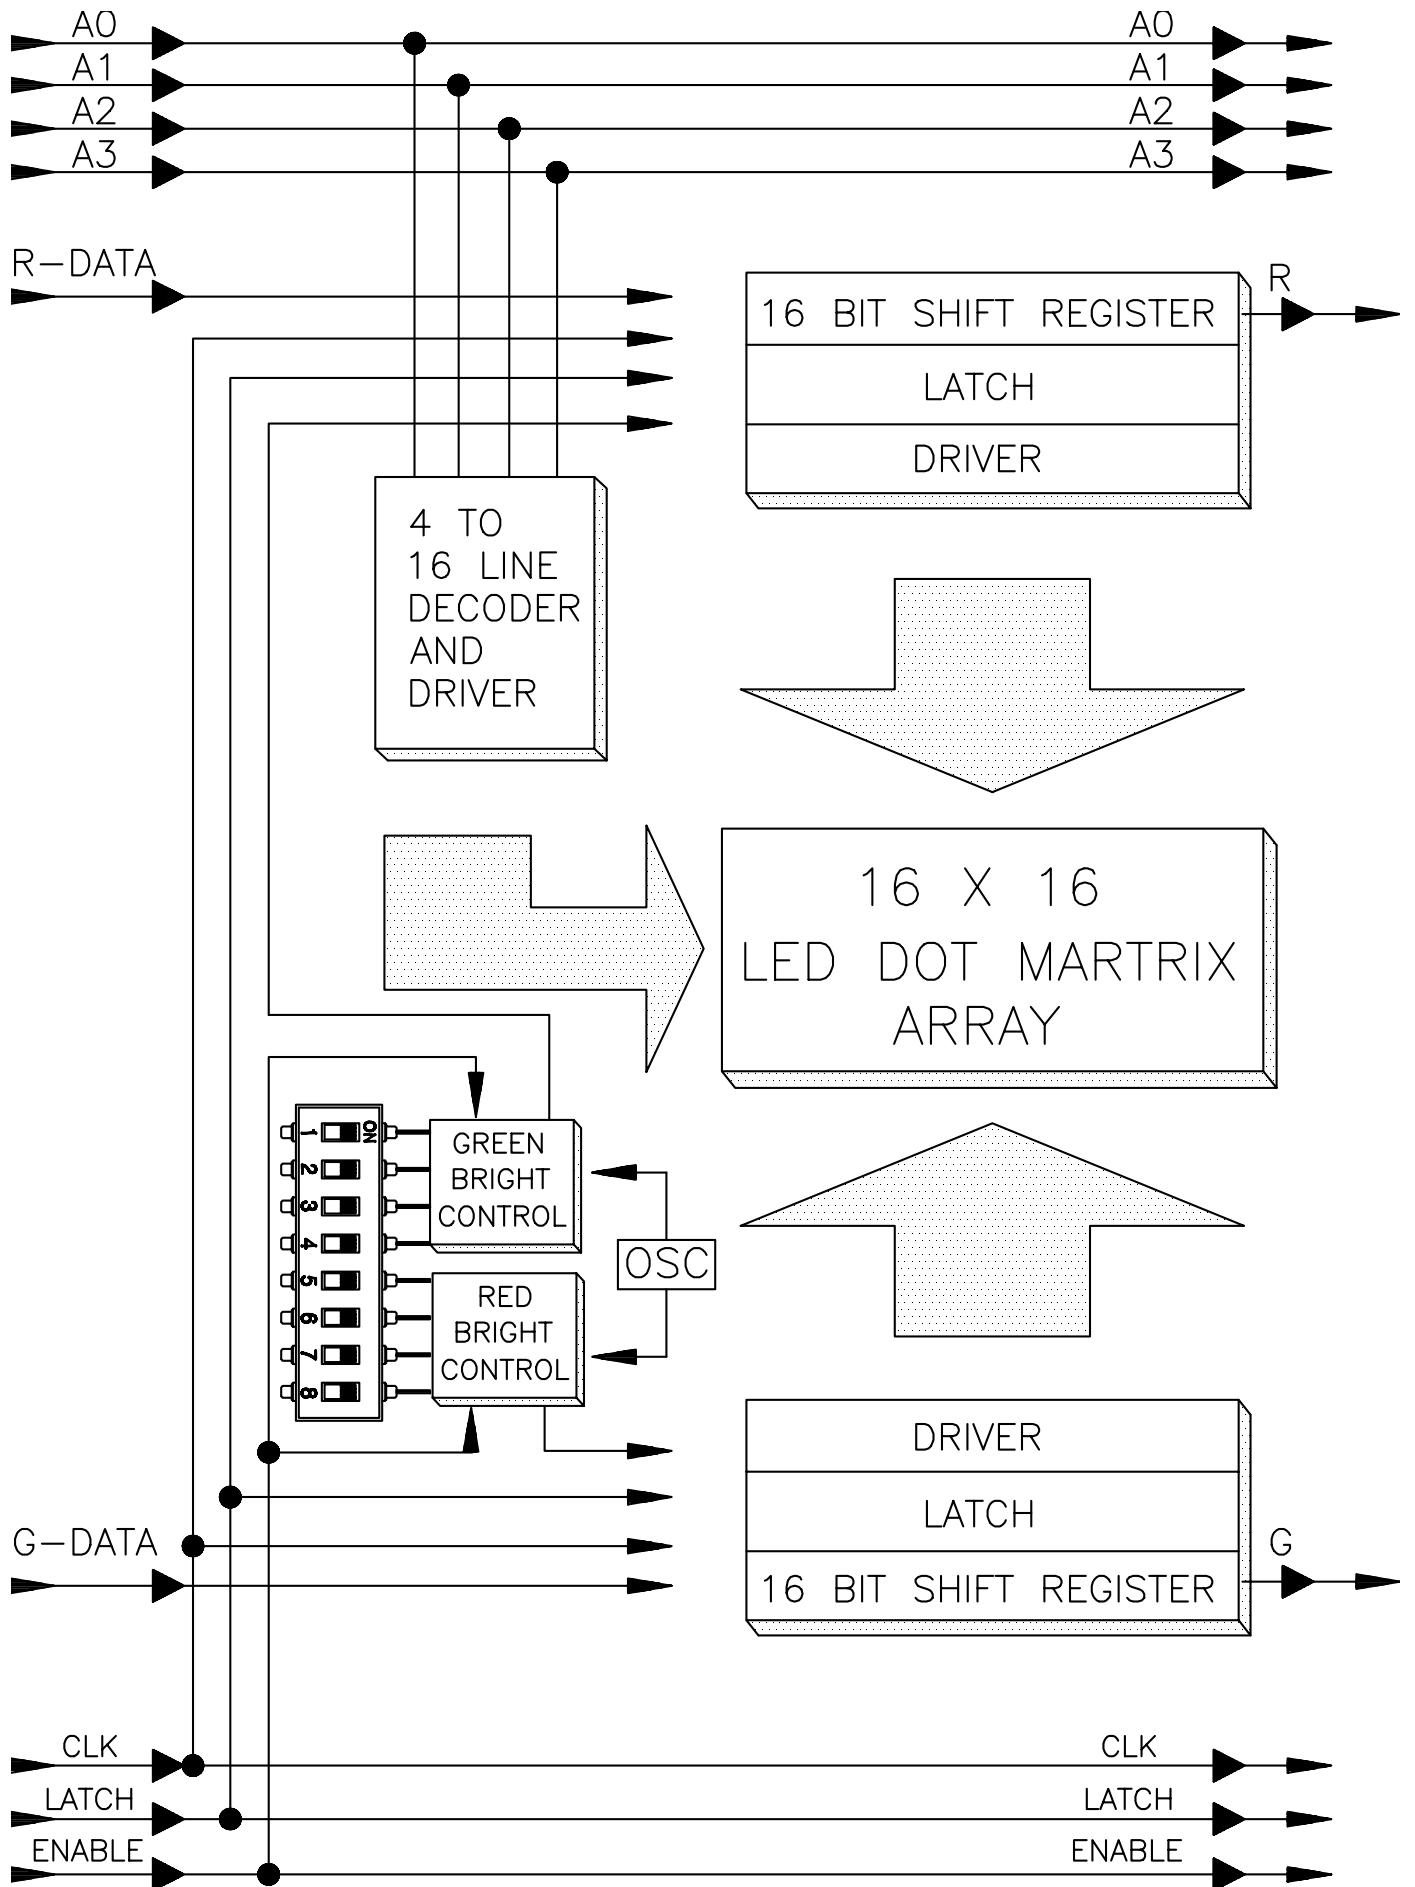 A0 A0
A1 A1
A2 A2
A3 A3
R-DATA
R
16 BIT SHIFT REGISTER
LATCH
DRIVER
4 TO
16 LINE
DECODER
AND
DRIVER
16 X 16
LED DOT MARTRIX
ARRAY
ON
1
2
3
4
5
6
7
8
GREEN
BRIGHT
CONTROL
OSC
RED
BRIGHT
CONTROL
DRIVER
LATCH
16 BIT SHIFT REGISTER
G-DATA
G
CLK CLK
LATCH LATCH
ENABLE ENABLE